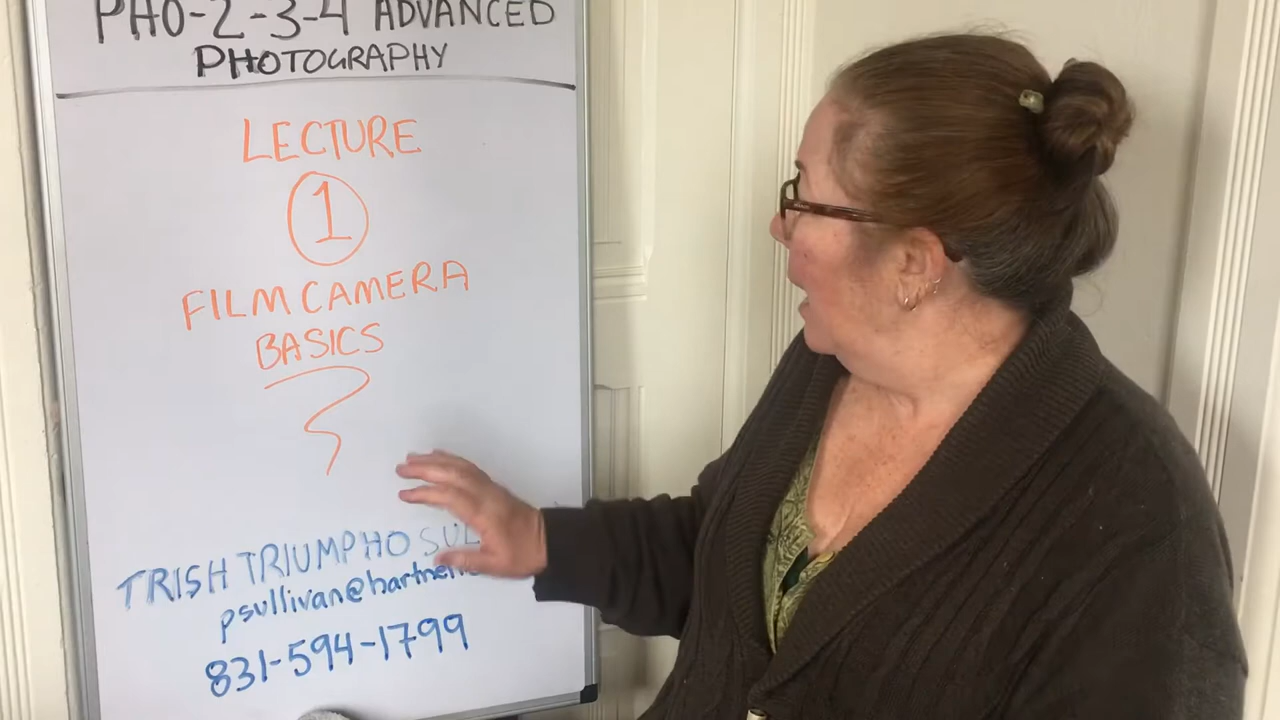 PHO-2-3-4 ADVANCED
PHOTOGRAPHY
LECTURE
1
FILM CAMERA
BASICS
TRISH TRIUMPHO
psullivan@hartnell
831-594-1799